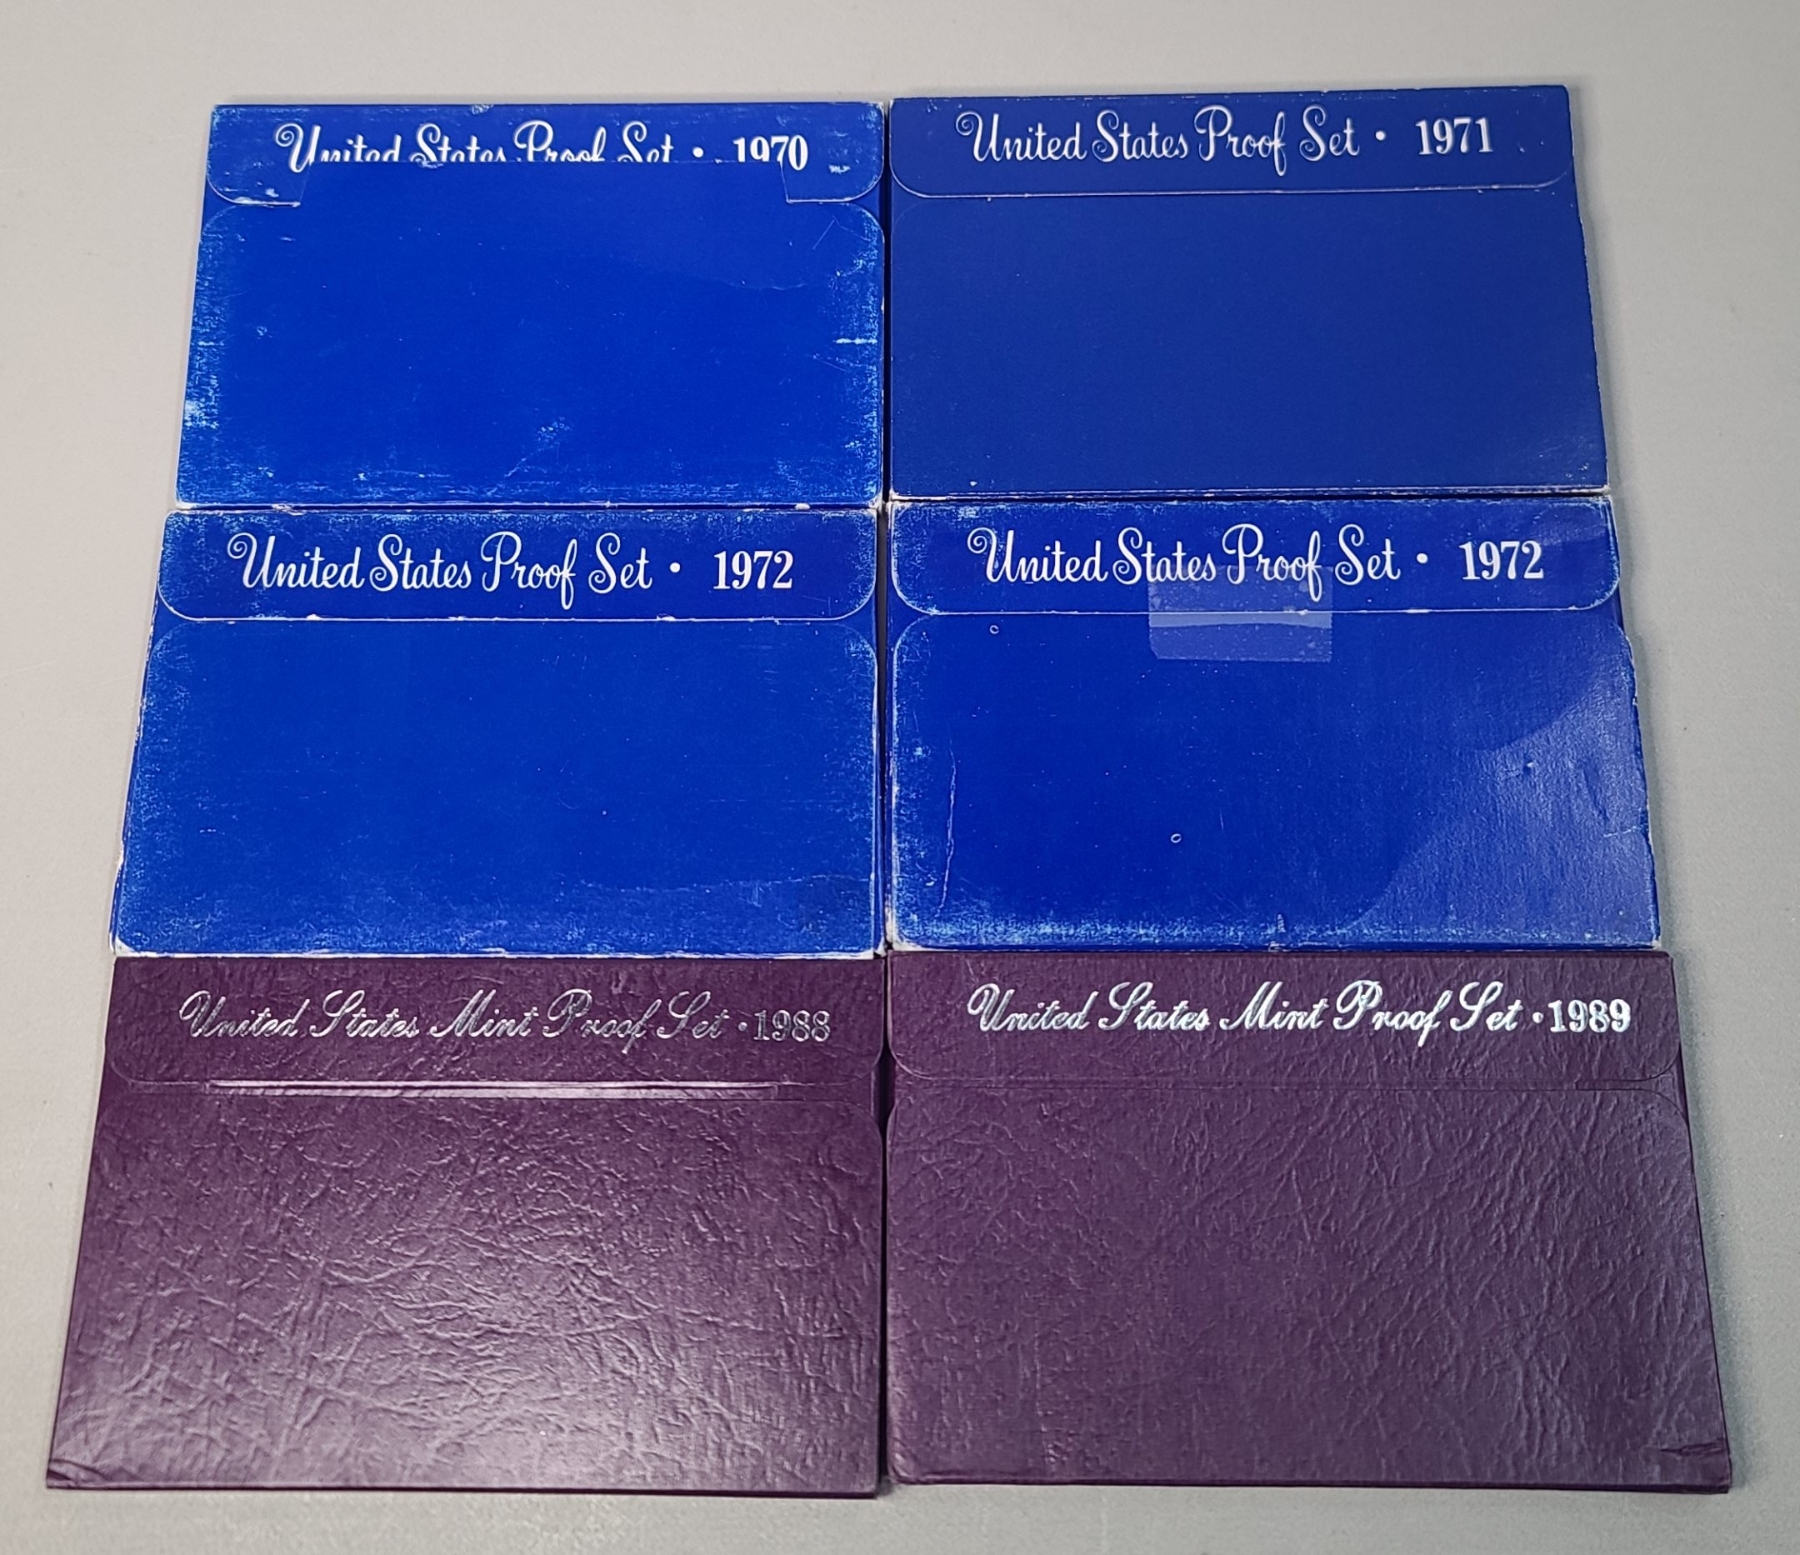 United States Proof Set • 1970
United States Proof Set • 1971
United States Proof Set • 1972
United States Proof Set • 1972
United States Mint Proof Set • 1988
United States Mint Proof Set • 1989